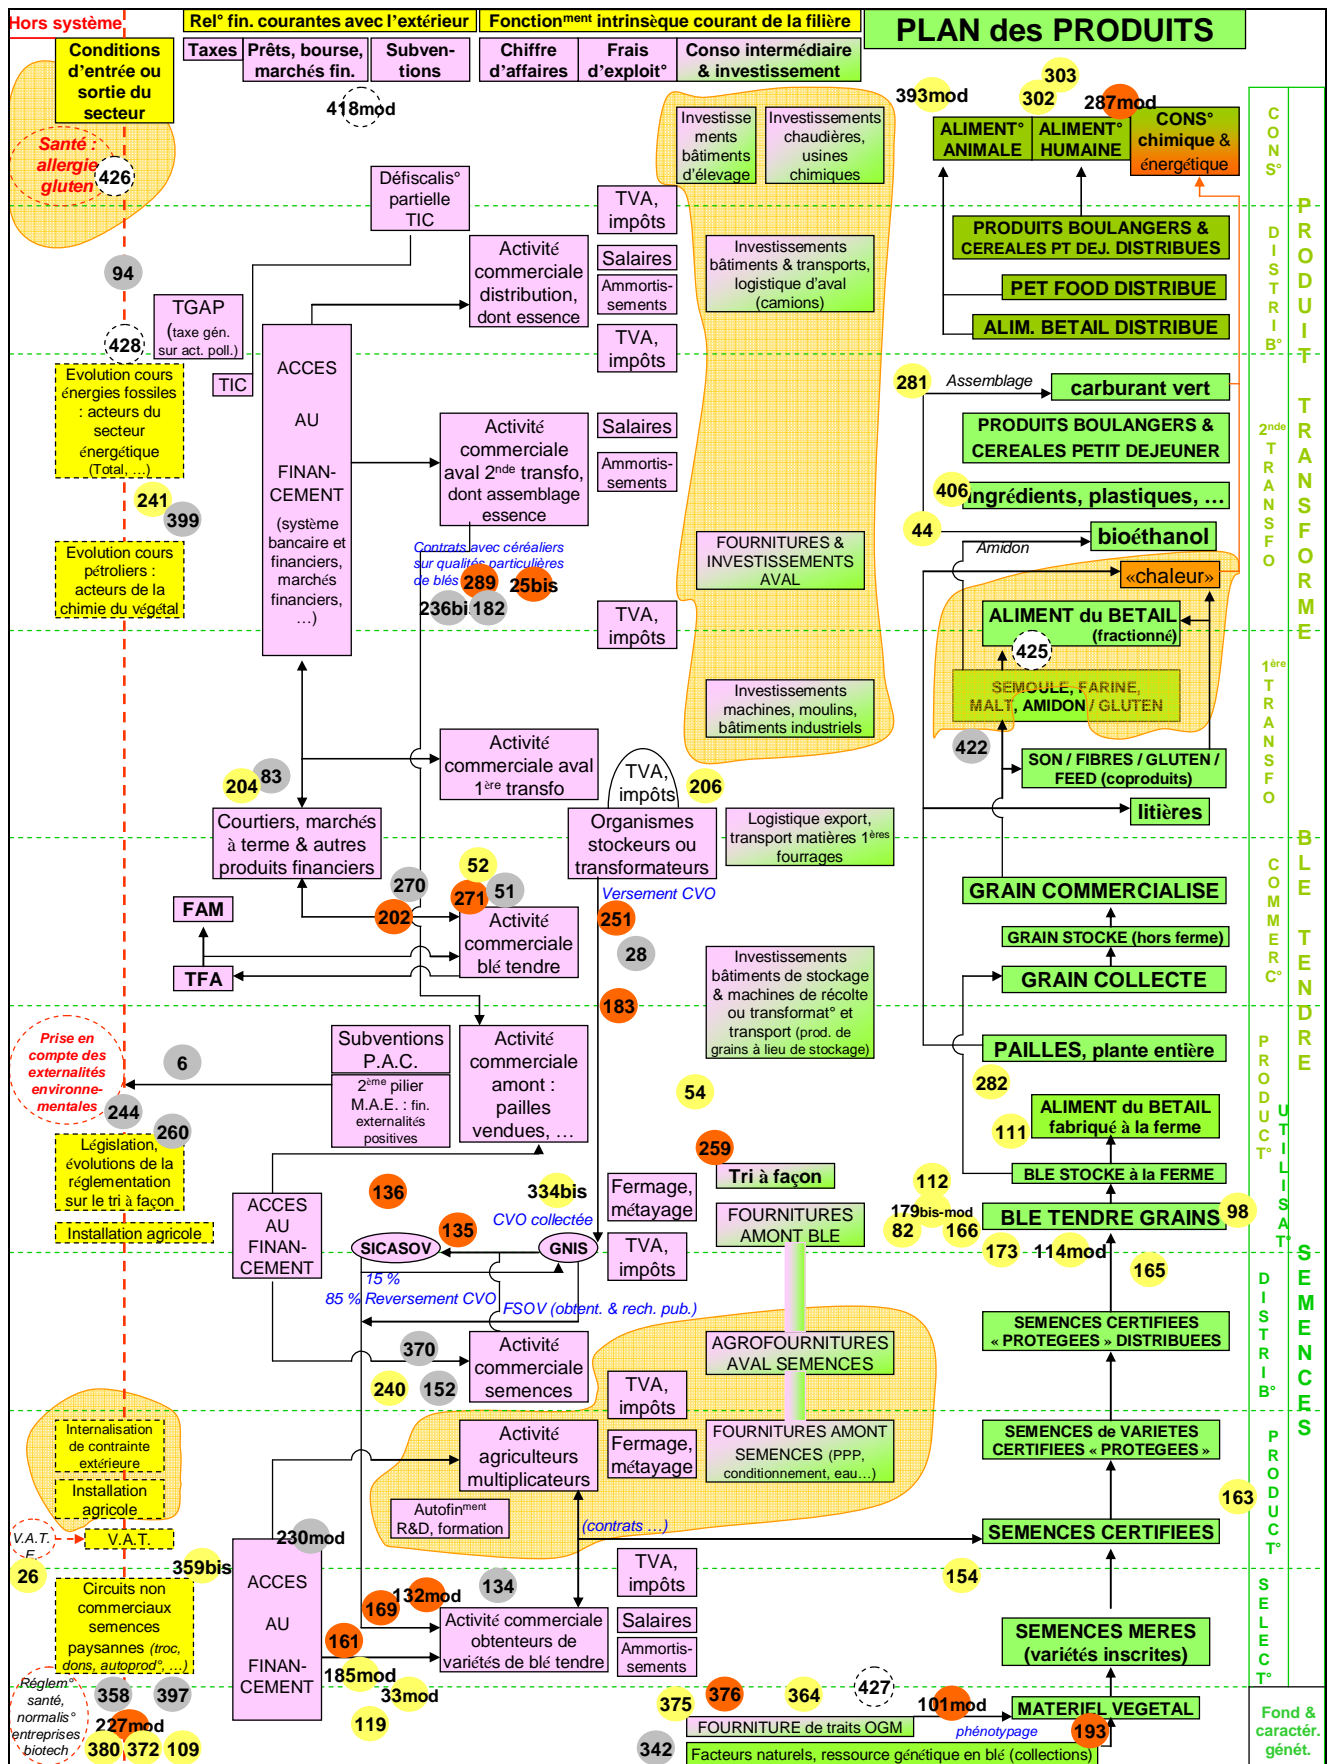 Hors système
Rel° fin. courantes avec l'extérieur
Fonctionᵐᵉⁿᵗ intrinsèque courant de la filière
PLAN des PRODUITS
Conditions
d'entrée ou
sortie du
secteur
Taxes
Prêts, bourse,
marchés fin.
Subven-
tions
Chiffre
d'affaires
Frais
d'exploit°
Conso intermédiaire
& investissement
418mod
393mod
303
302
287mod
Santé :
allergie
gluten
426
Défiscalis°
partielle
TIC
Investisse
ments
bâtiments
d'élevage
Investissements
chaudières,
usines
chimiques
ALIMENT°
ANIMALE
ALIMENT°
HUMAINE
CONS°
chimique &
énergétique
CONS°
TVA,
impôts
94
Activité
commerciale
distribution,
dont essence
Salaires
Ammortis-
sements
TVA,
impôts
Investissements
bâtiments & transports,
logistique d'aval
(camions)
PRODUITS BOULANGERS &
CEREALES PT DEJ. DISTRIBUES
PET FOOD DISTRIBUE
ALIM. BETAIL DISTRIBUE
DISTRIB°
TGAP
(taxe gén.
sur act. poll.)
428
TIC
Evolution cours
énergies fossiles
: acteurs du
secteur
énergétique
(Total, …)
241
399
Evolution cours
pétroliers :
acteurs de la
chimie du végétal
ACCES
AU
FINAN-
CEMENT
(système
bancaire et
financiers,
marchés
financiers,
…)
Activité
commerciale
aval 2ⁿᵈᵉ transfo,
dont assemblage
essence
Salaires
Ammortis-
sements
Contrats avec céréaliers
sur qualités particulières
de blés
289
25bis
236bis
182
TVA,
impôts
FOURNITURES &
INVESTISSEMENTS
AVAL
281
Assemblage
carburant vert
PRODUITS BOULANGERS &
CEREALES PETIT DEJEUNER
406
Ingrédients, plastiques, …
44
bioéthanol
Amidon
«chaleur»
ALIMENT du BETAIL
(fractionné)
2ⁿᵈᵉ TRANSFO
PRODUIT TRANSFORME
425
SEMOULE, FARINE,
MALT, AMIDON / GLUTEN
422
SON / FIBRES / GLUTEN /
FEED (coproduits)
litières
1ère TRANSFO
Investissements
machines, moulins,
bâtiments industriels
Activité
commerciale aval
1ère transfo
TVA,
impôts
206
204
83
Courtiers, marchés
à terme & autres
produits financiers
Organismes
stockeurs ou
transformateurs
Logistique export,
transport matières 1ères
fourrages
52
270
271
51
202
Versement CVO
251
FAM
TFA
Activité
commerciale
blé tendre
28
183
Investissements
bâtiments de stockage
& machines de récolte
ou transformat° et
transport (prod. de
grains à lieu de stockage)
GRAIN COMMERCIALISE
GRAIN STOCKE (hors ferme)
GRAIN COLLECTE
COMMERC°
BLE TENDRE
Prise en
compte des
externalités
environne-
mentales
6
244
260
Subventions
P.A.C.
2ème pilier
M.A.E. : fin.
externalités
positives
Activité
commerciale
amont :
pailles
vendues, …
54
PAILLES, plante entière
282
ALIMENT du BETAIL
fabriqué à la ferme
111
BLE STOCKE à la FERME
PRODUCT°
UTILISAT°
Législation,
évolutions de la
réglementation
sur le tri à façon
Installation agricole
ACCES
AU
FINAN-
CEMENT
136
334bis
135
CVO collectée
SICASOV
GNIS
Fermage,
métayage
TVA,
impôts
259
Tri à façon
FOURNITURES
AMONT BLE
112
179bis-mod
82
166
BLE TENDRE GRAINS
98
173
114mod
165
15 %
85 % Reversement CVO
FSOV (obtent. & rech. pub.)
370
Activité
commerciale
semences
240
152
TVA,
impôts
AGROFOURNITURES
AVAL SEMENCES
SEMENCES CERTIFIEES
« PROTEGEES » DISTRIBUEES
DISTRIB°
SEMENCES
Internalisation
de contrainte
extérieure
Installation
agricole
V.A.T.
V.A.T.
F
Activité
agriculteurs
multiplicateurs
Fermage,
métayage
FOURNITURES AMONT
SEMENCES (PPP,
conditionnement, eau…)
SEMENCES de VARIETES
CERTIFIEES « PROTEGEES »
163
Autofinᵐᵉⁿᵗ
R&D, formation
(contrats …)
SEMENCES CERTIFIEES
PRODUCT°
230mod
26
359bis
Circuits non
commerciaux
semences
paysannes (troc,
dons, autoprod°, …)
ACCES
AU
FINAN-
CEMENT
132mod
134
169
161
185mod
33mod
119
Activité commerciale
obtenteurs de
variétés de blé tendre
TVA,
impôts
Salaires
Ammortis-
sements
154
SEMENCES MERES
(variétés inscrites)
SELECT°
Réglem°
santé,
normalis°
entreprises
biotech
358
397
227mod
380
372
109
375
376
364
427
101mod
MATERIEL VEGETAL
FOURNITURE de traits OGM
phénotypage
193
342
Facteurs naturels, ressource génétique en blé (collections)
Fond &
caractér.
génét.